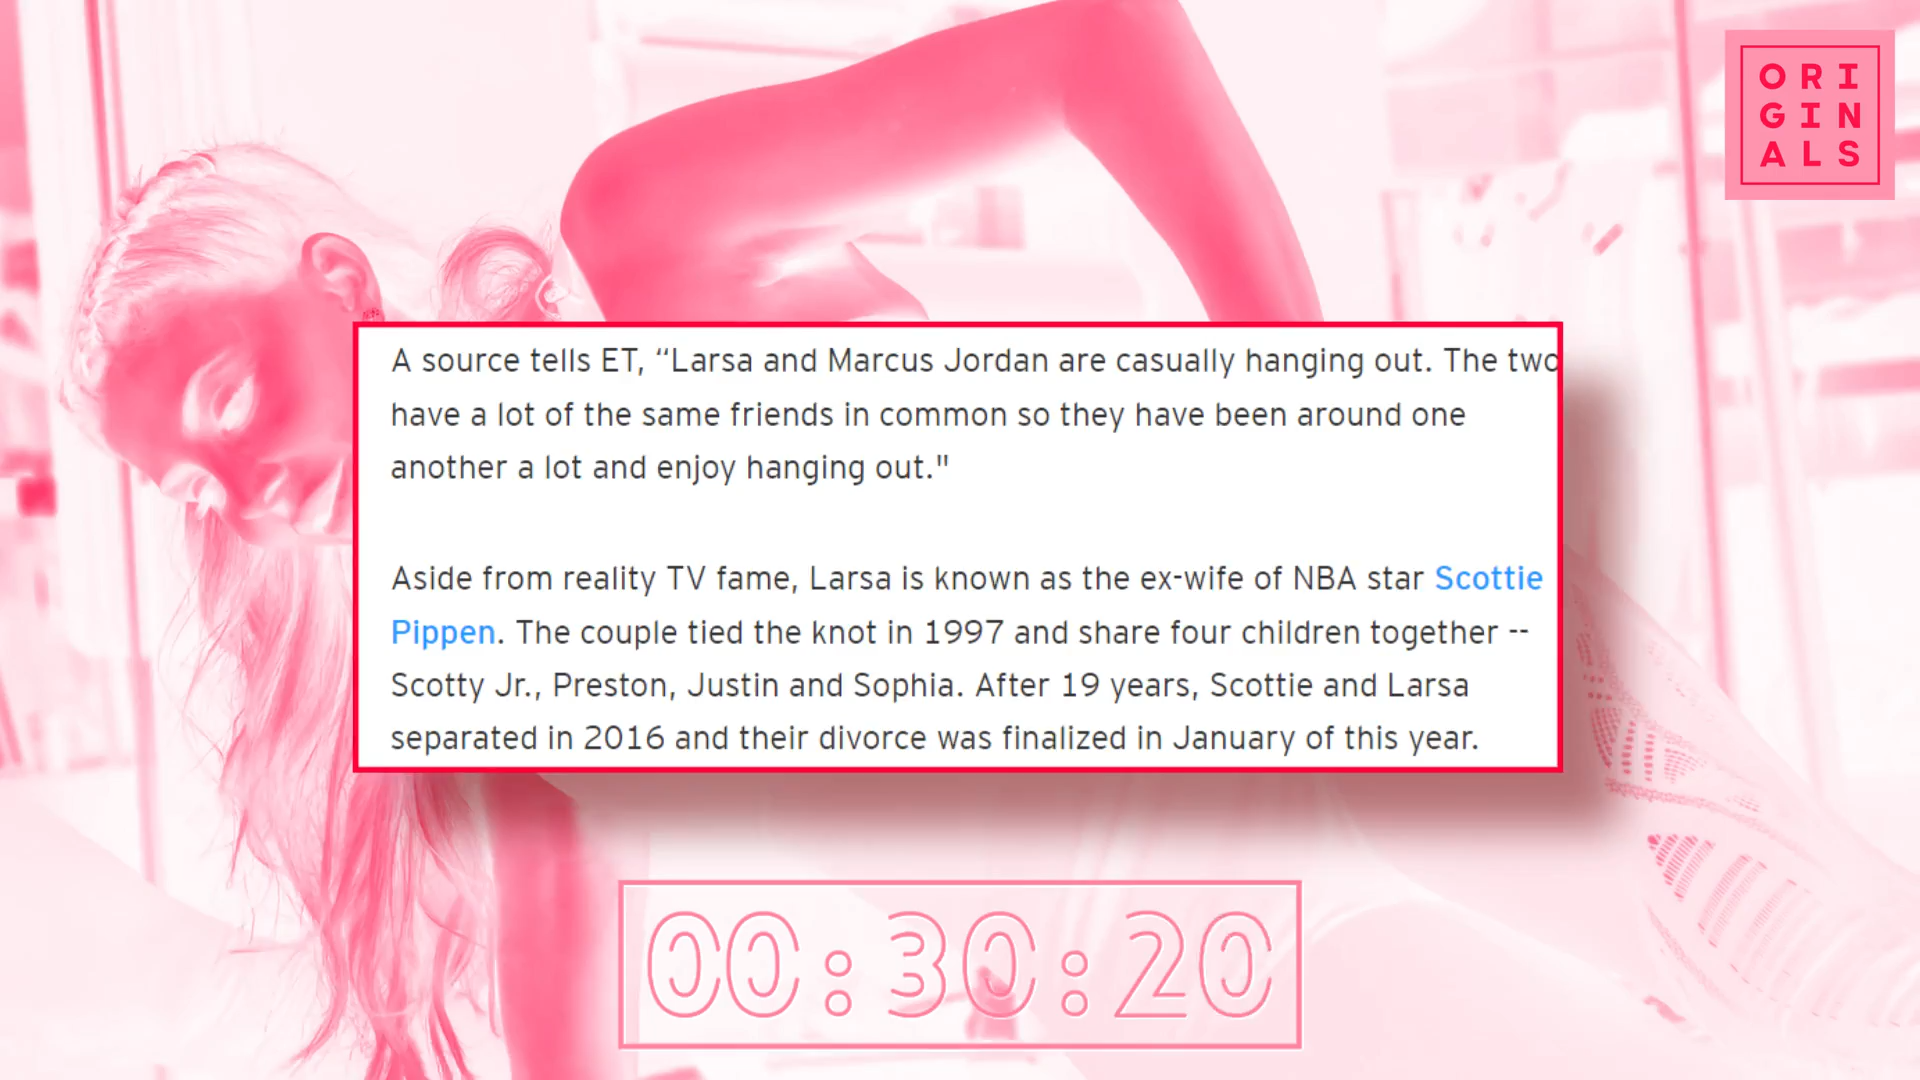 ORI
GIN
ALS
A source tells ET, “Larsa and Marcus Jordan are casually hanging out. The two
have a lot of the same friends in common so they have been around one
another a lot and enjoy hanging out."
Aside from reality TV fame, Larsa is known as the ex-wife of NBA star Scottie
Pippen. The couple tied the knot in 1997 and share four children together --
Scotty Jr., Preston, Justin and Sophia. After 19 years, Scottie and Larsa
separated in 2016 and their divorce was finalized in January of this year.
00:30:20